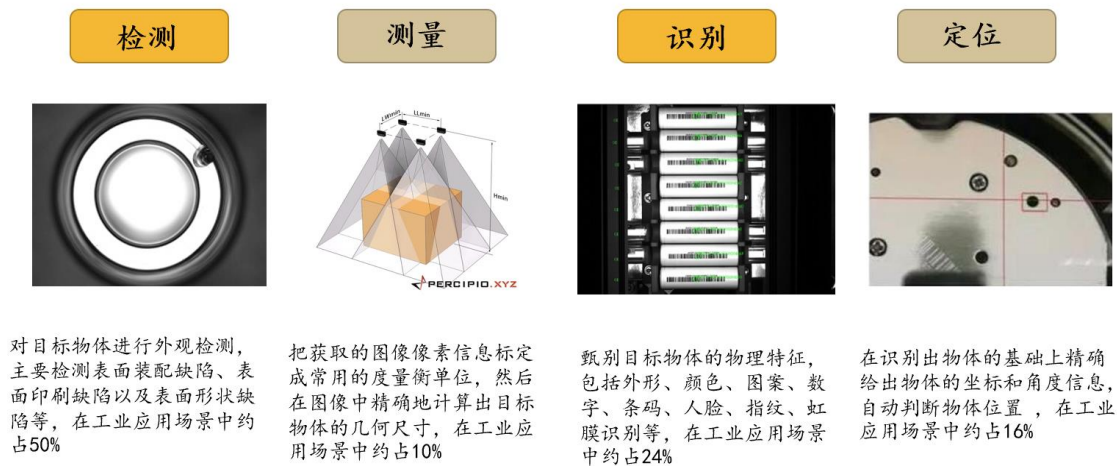 检测
测量
识别
定位
LWmin
LLmin
Hmin
PERCIPIO.XYZ
对目标物体进行外观检测，
主要检测表面装配缺陷、表
面印刷缺陷以及表面形状缺
陷等，在工业应用场景中约
占50%
把获取的图像像素信息标定
成常用的度量衡单位，然后
在图像中精确地计算出目标
物体的几何尺寸，在工业应
用场景中约占10%
甄别目标物体的物理特征，
包括外形、颜色、图案、数
字、条码、人脸、指纹、虹
膜识别等，在工业应用场景
中约占24%
在识别出物体的基础上精确
给出物体的坐标和角度信息，
自动判断物体位置 ，在工业
应用场景中约占16%